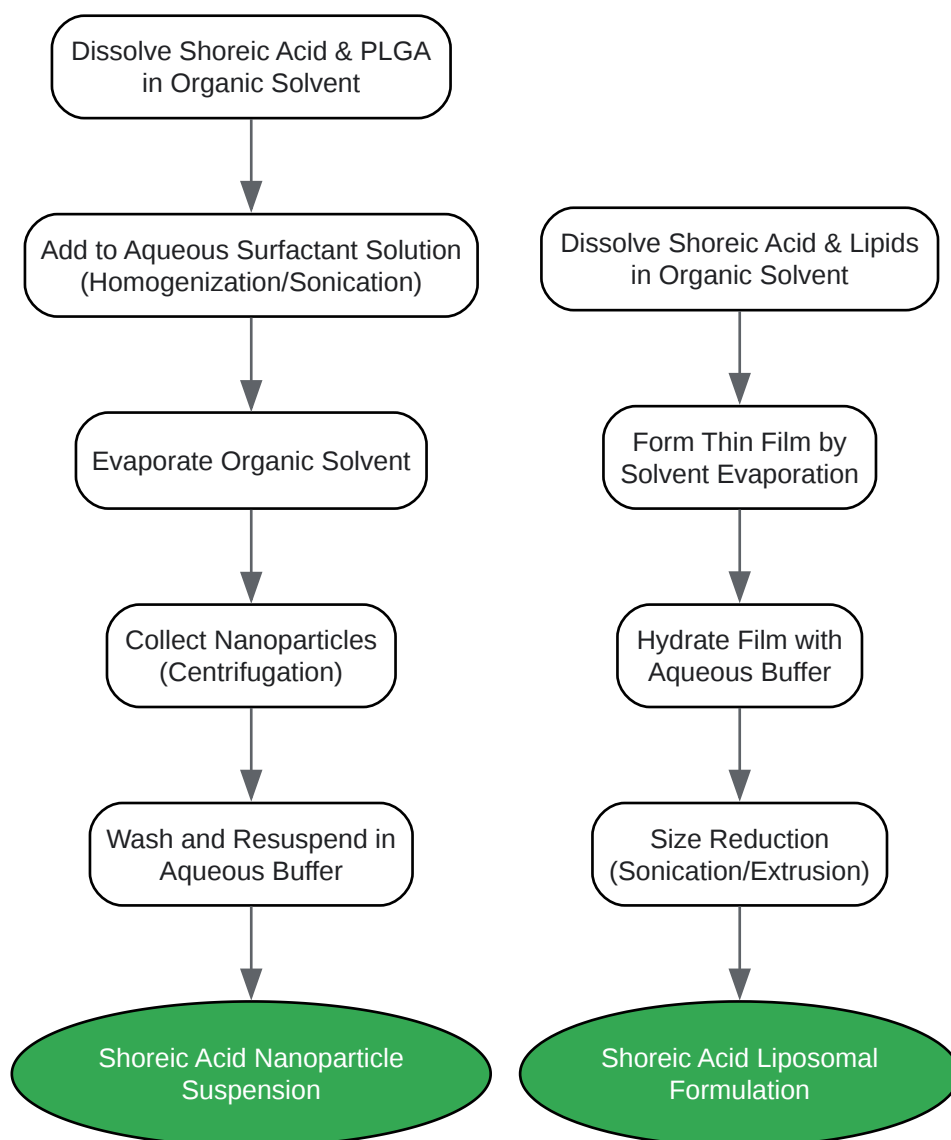 Dissolve Shoreic Acid & PLGA
in Organic Solvent
Add to Aqueous Surfactant Solution
(Homogenization/Sonication)
Evaporate Organic Solvent
Collect Nanoparticles
(Centrifugation)
Wash and Resuspend in
Aqueous Buffer
Shoreic Acid Nanoparticle
Suspension
Dissolve Shoreic Acid & Lipids
in Organic Solvent
Form Thin Film by
Solvent Evaporation
Hydrate Film with
Aqueous Buffer
Size Reduction
(Sonication/Extrusion)
Shoreic Acid Liposomal
Formulation